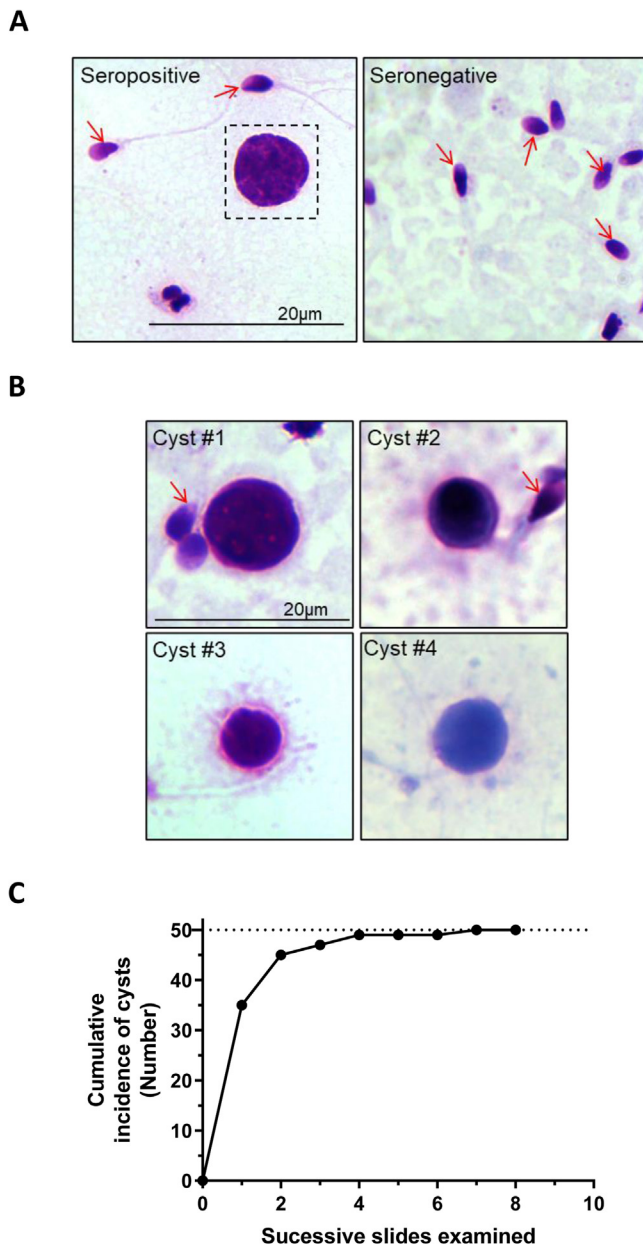 A
Seropositive
Seronegative
20μm
B
Cyst #1
Cyst #2
20μm
Cyst #3
Cyst #4
C
Cumulative
incidence of cysts
(Number)
50
40
30
20
10
0
0 2 4 6 8 10
Sucessive slides examined